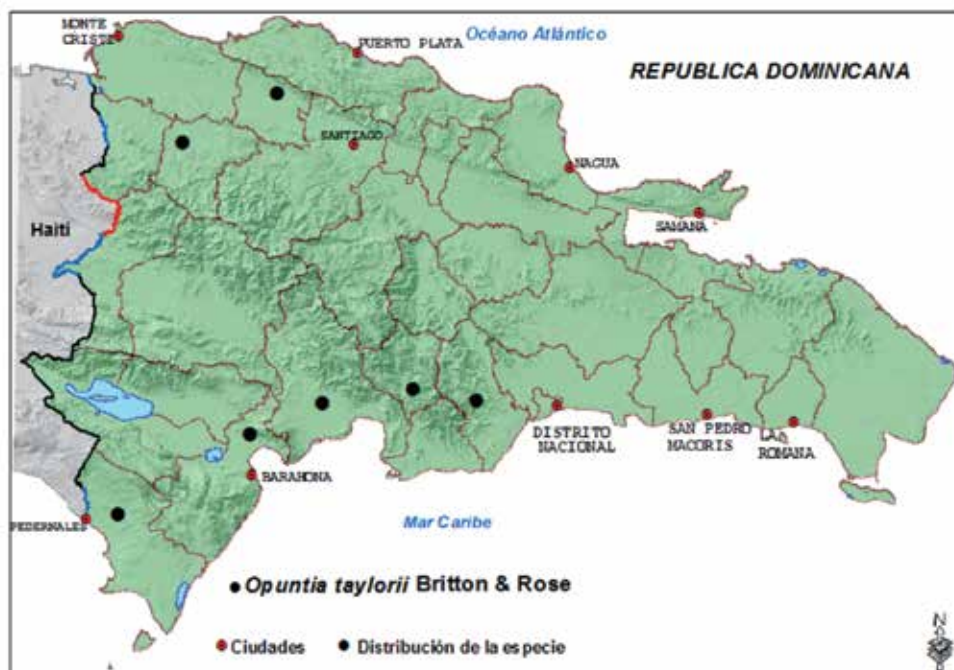 MONTE
CRISTI
PUERTO PLATA
Océano Atlántico
REPUBLICA DOMINICANA
SANTIAGO
NAGUA
Haití
SAMANA
DISTRITO
NACIONAL
SAN PEDRO
MACORIS
LA
ROMANA
BARAHONA
PEDERNALES
Mar Caribe
Opuntia taylorii Britton & Rose
Ciudades
Distribución de la especie
N